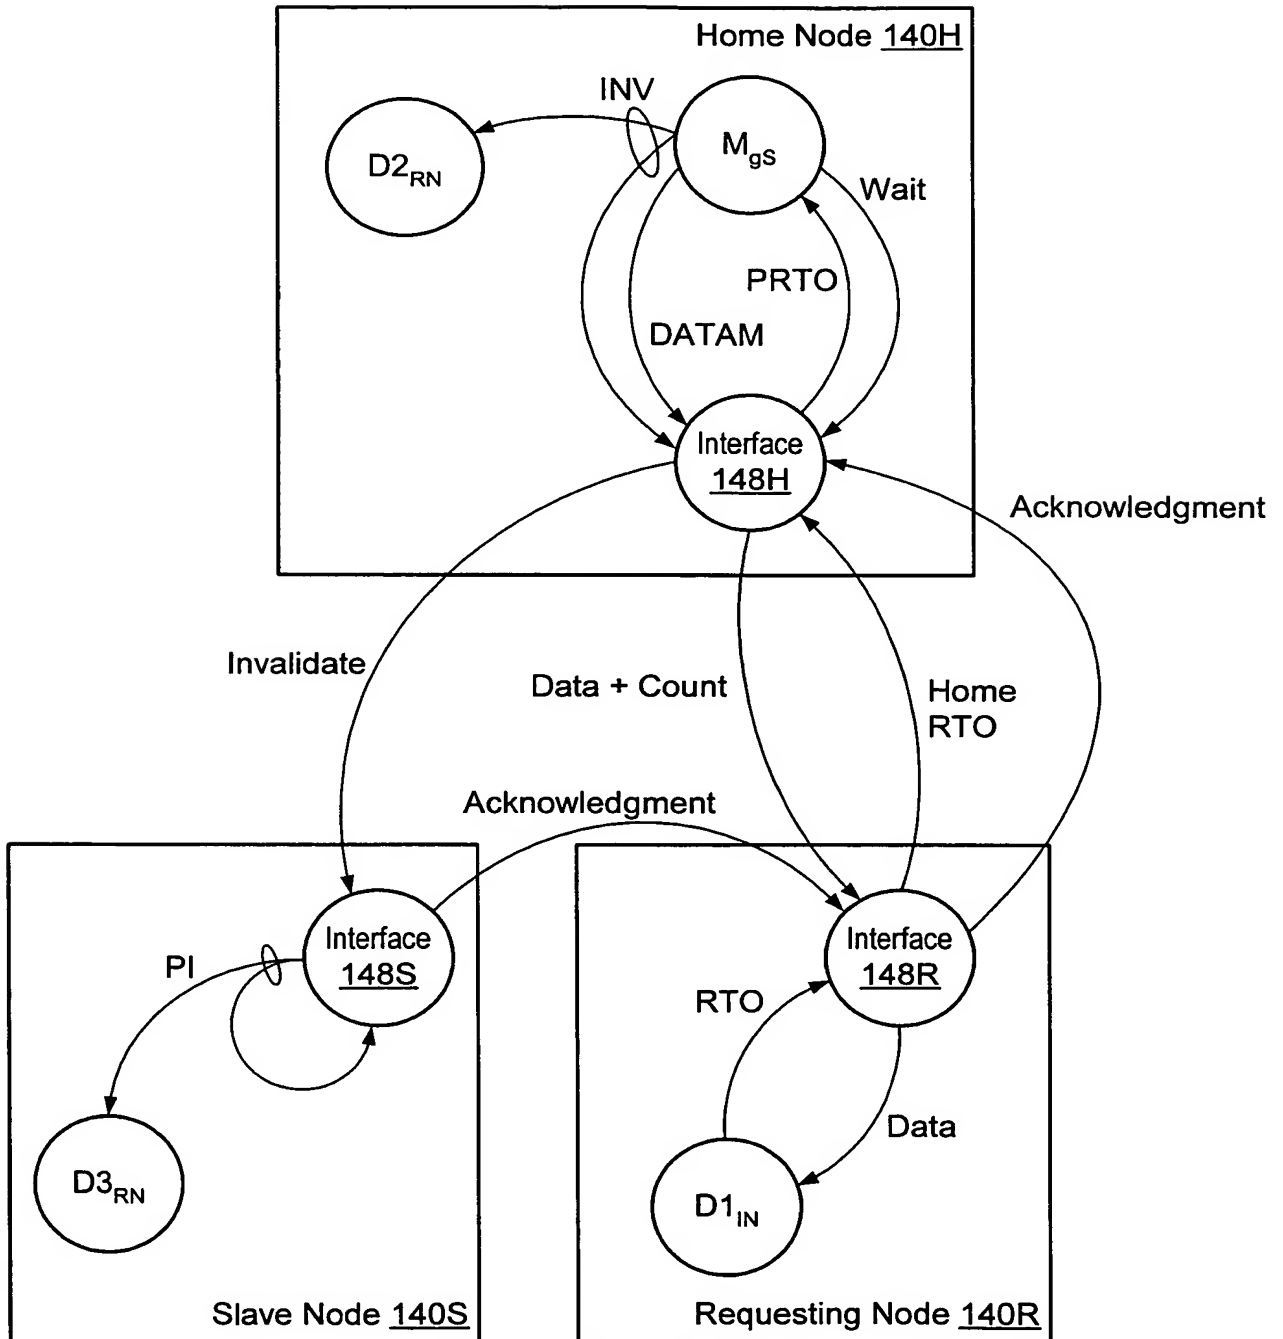 Home Node 140H
INV
D2RN
MgS
Wait
PRTO
DATAM
Interface
148H
Acknowledgment
Invalidate
Data + Count
Home
RTO
Acknowledgment
Interface
148S
PI
D3RN
Slave Node 140S
Interface
148R
RTO
Data
D1IN
Requesting Node 140R